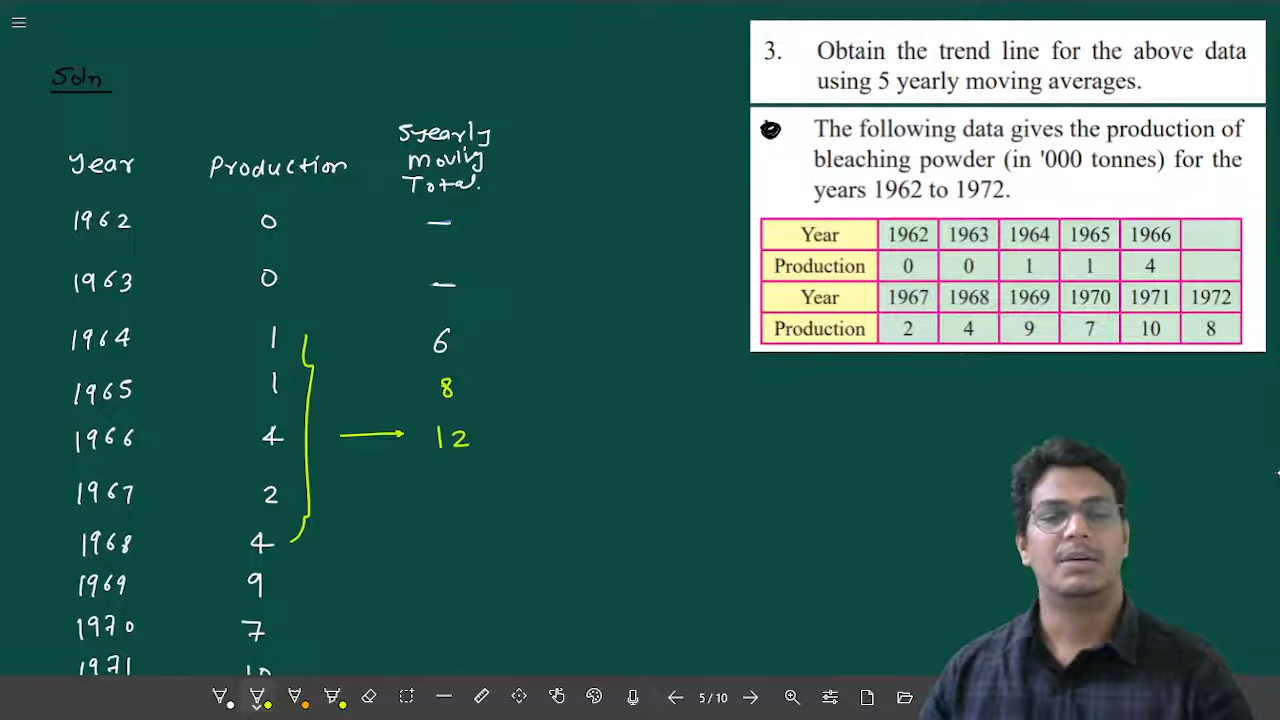 Soln
Year Production 5 yearly Moving Total.
1962 0 —
1963 0 —
1964 1 6
1965 1 8
1966 4 12
1967 2
1968 4
1969 9
1970 7
1971 10
3. Obtain the trend line for the above data
using 5 yearly moving averages.
The following data gives the production of
bleaching powder (in '000 tonnes) for the
years 1962 to 1972.
Year 1962 1963 1964 1965 1966
Production 0 0 1 1 4
Year 1967 1968 1969 1970 1971 1972
Production 2 4 9 7 10 8
5/10